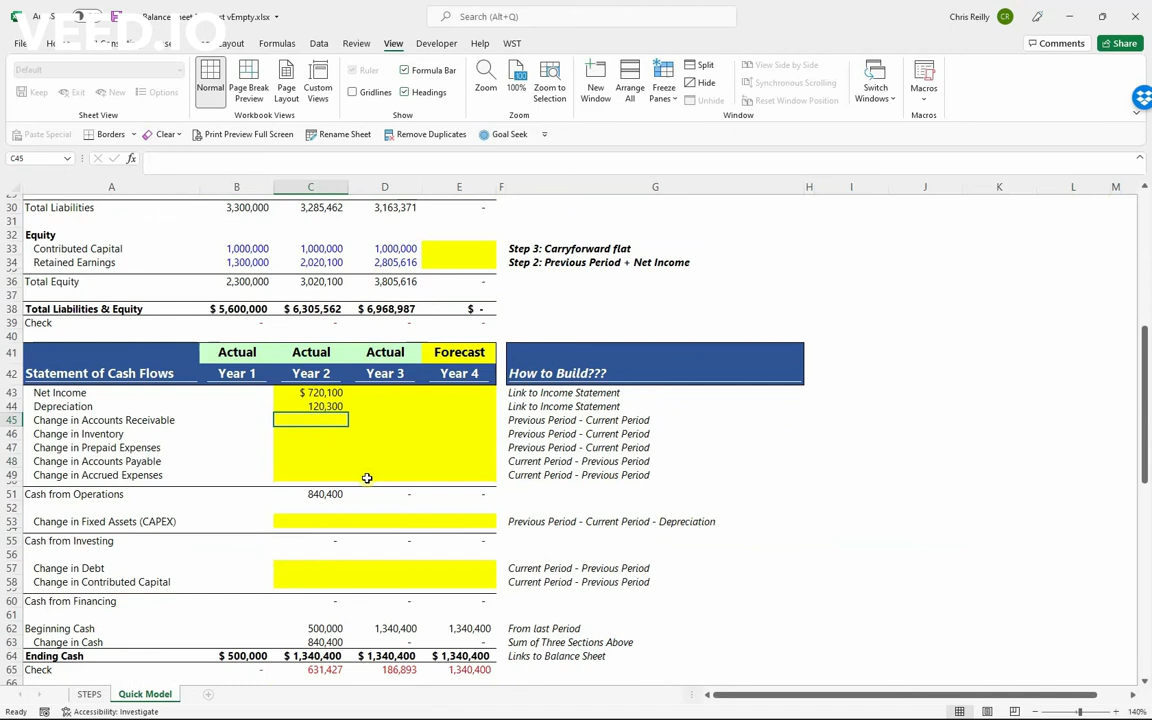 VEED.IO
Balance Sheet
st vEmpty.xlsx
Search (Alt+Q)
Chris Reilly CR
Layout Formulas Data Review View Developer Help WST
Comments Share
Default
Keep Exit New Options
Sheet View
Normal Page Break Preview Page Layout Custom Views
Workbook Views
Ruler Formula Bar
Gridlines Headings
Show
Zoom 100% Zoom to Selection
Zoom
New Window Arrange All Freeze Panes
Split
Hide
Unhide
View Side by Side
Synchronous Scrolling
Reset Window Position
Switch Windows
Window
Macros
Macros
Paste Special Borders Clear Print Preview Full Screen Rename Sheet Remove Duplicates Goal Seek
C45 fx
A B C D E F G H I J K L M
30 Total Liabilities 3,300,000 3,285,462 3,163,371 -
31
32 Equity
33 Contributed Capital 1,000,000 1,000,000 1,000,000 Step 3: Carryforward flat
34 Retained Earnings 1,300,000 2,020,100 2,805,616 Step 2: Previous Period + Net Income
36 Total Equity 2,300,000 3,020,100 3,805,616 -
37
38 Total Liabilities & Equity $ 5,600,000 $ 6,305,562 $ 6,968,987 $ -
39 Check - - - -
40
41 Actual Actual Actual Forecast
42 Statement of Cash Flows Year 1 Year 2 Year 3 Year 4 How to Build???
43 Net Income $ 720,100 Link to Income Statement
44 Depreciation 120,300 Link to Income Statement
45 Change in Accounts Receivable Previous Period - Current Period
46 Change in Inventory Previous Period - Current Period
47 Change in Prepaid Expenses Previous Period - Current Period
48 Change in Accounts Payable Current Period - Previous Period
49 Change in Accrued Expenses Current Period - Previous Period
51 Cash from Operations 840,400 - -
52
53 Change in Fixed Assets (CAPEX) Previous Period - Current Period - Depreciation
55 Cash from Investing - - -
56
57 Change in Debt Current Period - Previous Period
58 Change in Contributed Capital Current Period - Previous Period
60 Cash from Financing - - -
61
62 Beginning Cash 500,000 1,340,400 1,340,400 From last Period
63 Change in Cash 840,400 - - Sum of Three Sections Above
64 Ending Cash $ 500,000 $ 1,340,400 $ 1,340,400 $ 1,340,400 Links to Balance Sheet
65 Check - 631,427 186,893 1,340,400
66
STEPS Quick Model
Ready Accessibility: Investigate 140%